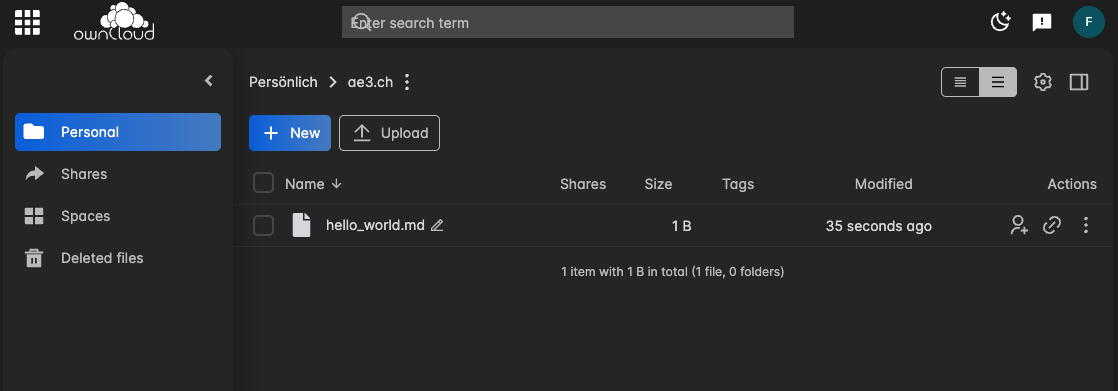 ownCloud
Enter search term
F
Persönlich > ae3.ch
Personal
Shares
Spaces
Deleted files
+ New
Upload
Name ↓ Shares Size Tags Modified Actions
hello_world.md 1 B 35 seconds ago
1 item with 1 B in total (1 file, 0 folders)